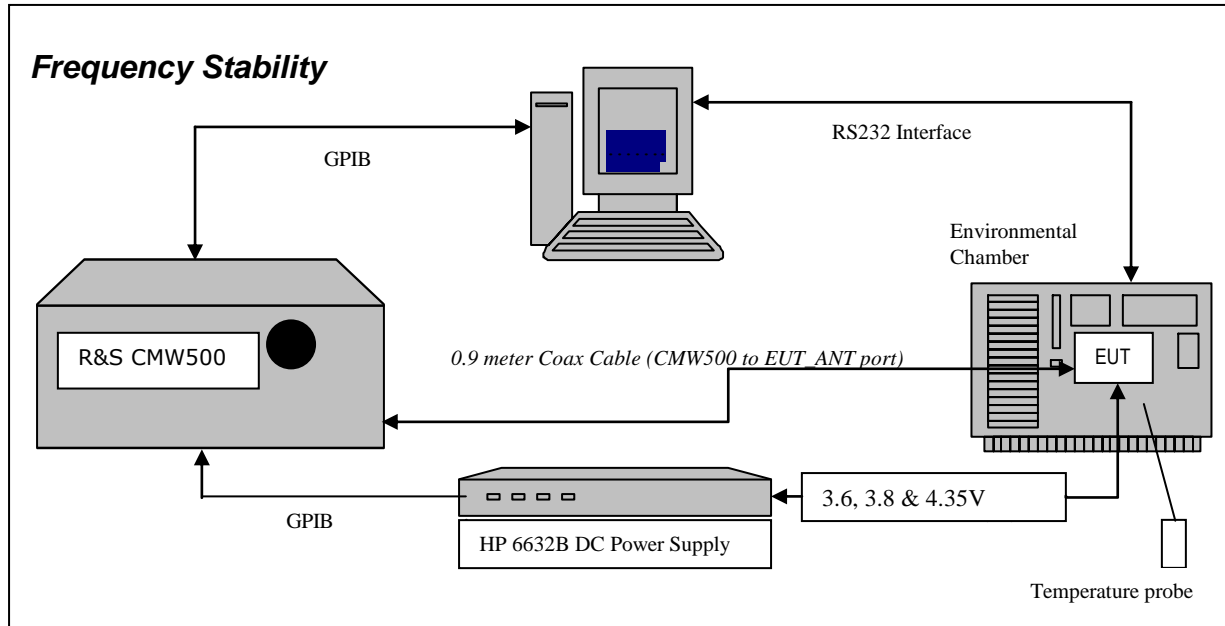 Frequency Stability
GPIB
RS232 Interface
Environmental
Chamber
R&S CMW500
0.9 meter Coax Cable (CMW500 to EUT_ANT port)
EUT
GPIB
3.6, 3.8 & 4.35V
HP 6632B DC Power Supply
Temperature probe